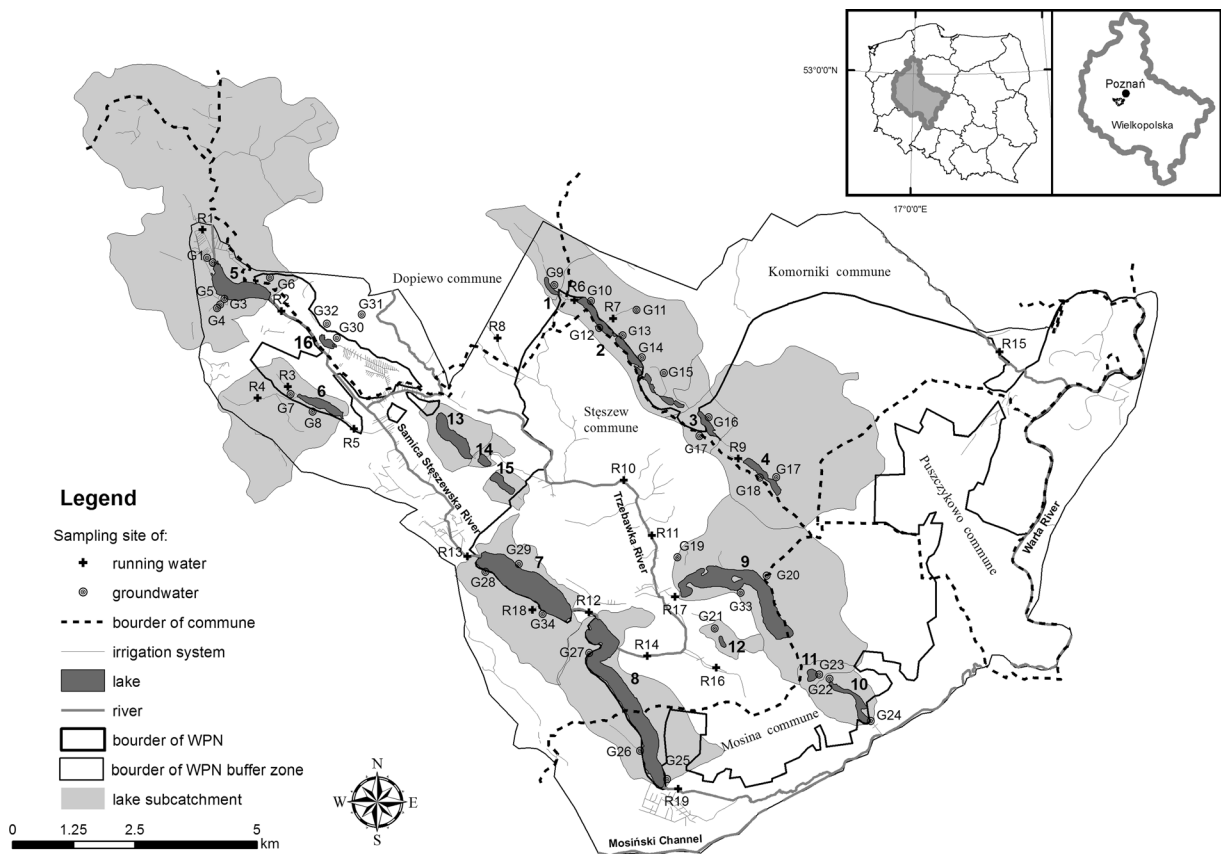 53°0'0"N
17°0'0"E
Poznań
Wielkopolska
R1
G1
5
G6
G5
G3
G4
R2
Dopiewo commune
G32
G31
G30
16
R3
R4
6
G7
G8
R5
R8
G9
1
R6
G10
R7
G11
G12
G13
2
G14
G15
Komorniki commune
R15
Stęszew
commune
3
G16
G17
R9
4
G17
G18
13
14
15
Samica Stęszewska River
R10
Trzebawka River
R11
Puszczykowo commune
Warta River
R13
G29
7
G28
R18
G34
R12
G19
9
G20
R17
G33
G21
12
G27
R14
R16
8
11
G23
G22
10
G24
Mosina commune
G26
G25
R19
Mosiński Channel
Legend
Sampling site of:
running water
groundwater
bourder of commune
irrigation system
lake
river
bourder of WPN
bourder of WPN buffer zone
lake subcatchment
N
W
E
S
0
1.25
2.5
5
km